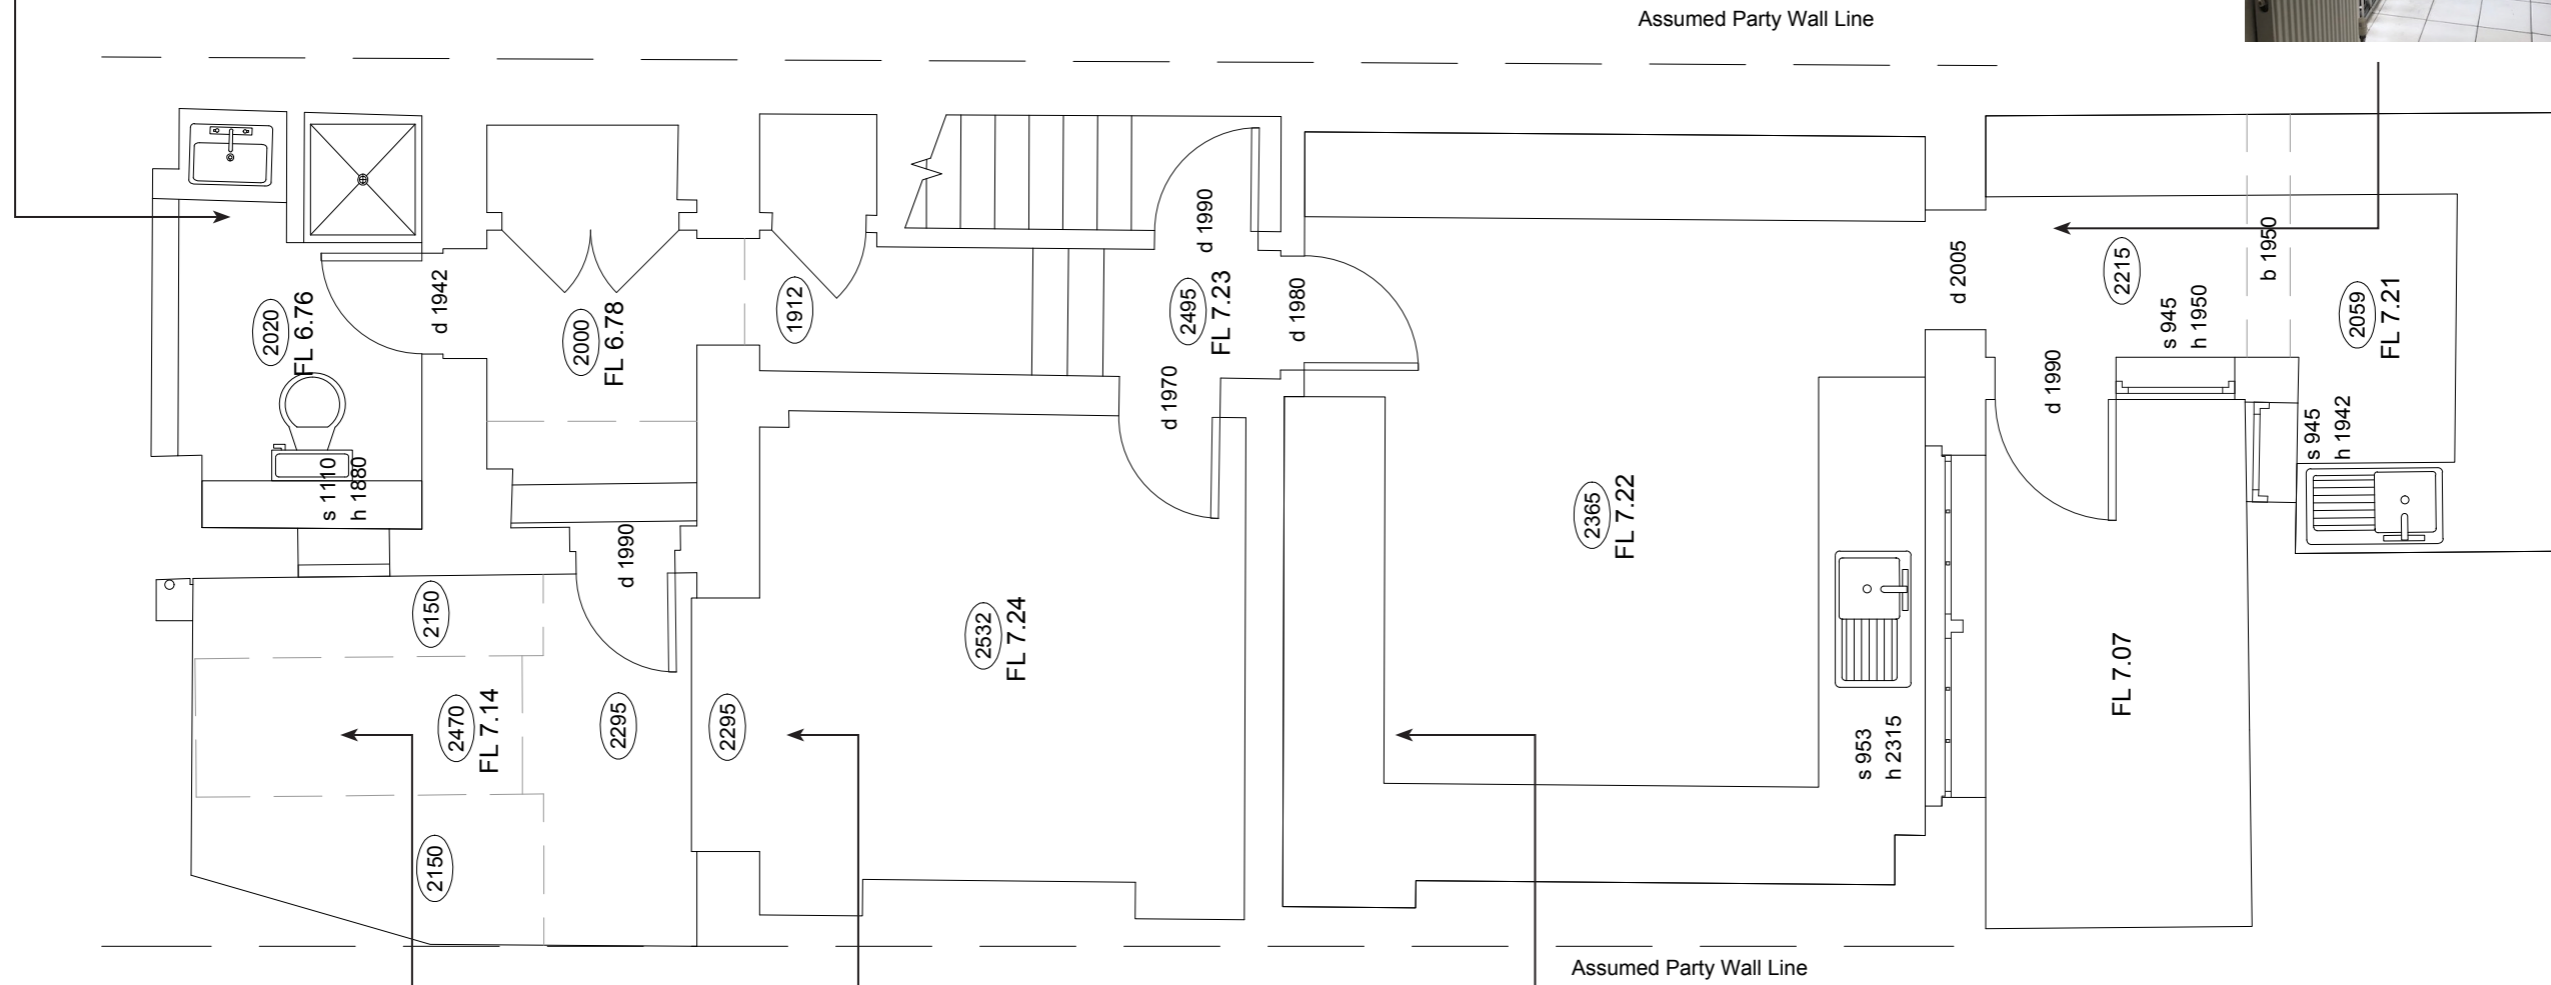 Assumed Party Wall Line
2020
FL 6.76
d 1942
s 1110
h 1880
2000
FL 6.78
1912
d 1990
2495
FL 7.23
d 1980
d 1970
d 1990
2150
2470
FL 7.14
2295
2150
2295
2532
FL 7.24
2365
FL 7.22
s 953
h 2315
d 2005
2215
b 1950
s 945
h 1950
2059
FL 7.21
d 1990
s 945
h 1942
FL 7.07
Assumed Party Wall Line